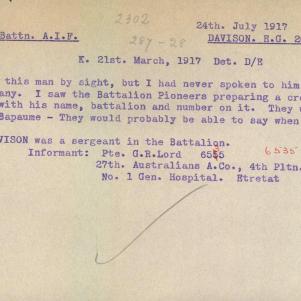 2302
24th. July 1917
Battn. A.I.F.
287-28
DAVISON. R.G. 2
K. 21st. March, 1917 Det. D/E
this man by sight, but I had never spoken to him
any. I saw the Battalion Pioneers preparing a cro
with his name, battalion and number on it. They
Bapaume - They would probably be able to say when
VISON was a sergeant in the Battalion.
Informant: Pte. G.R.Lord 6535 6535
27th. Australians A.Co., 4th Pltn.
No. 1 Gen. Hospital. Etretat